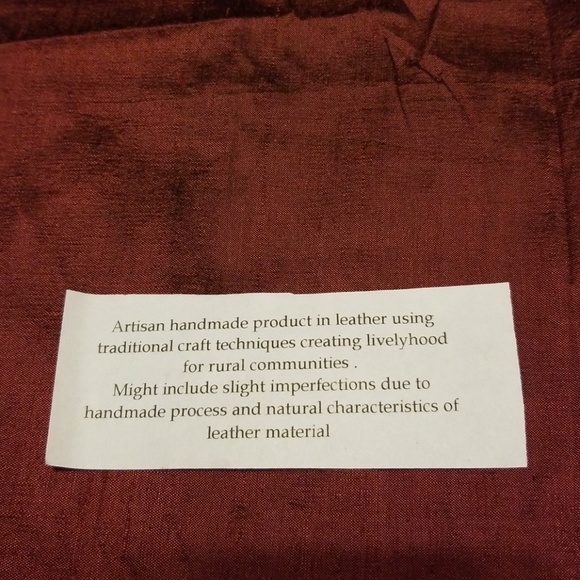 Artisan handmade product in leather using
traditional craft techniques creating livelyhood
for rural communities .
Might include slight imperfections due to
handmade process and natural characteristics of
leather material